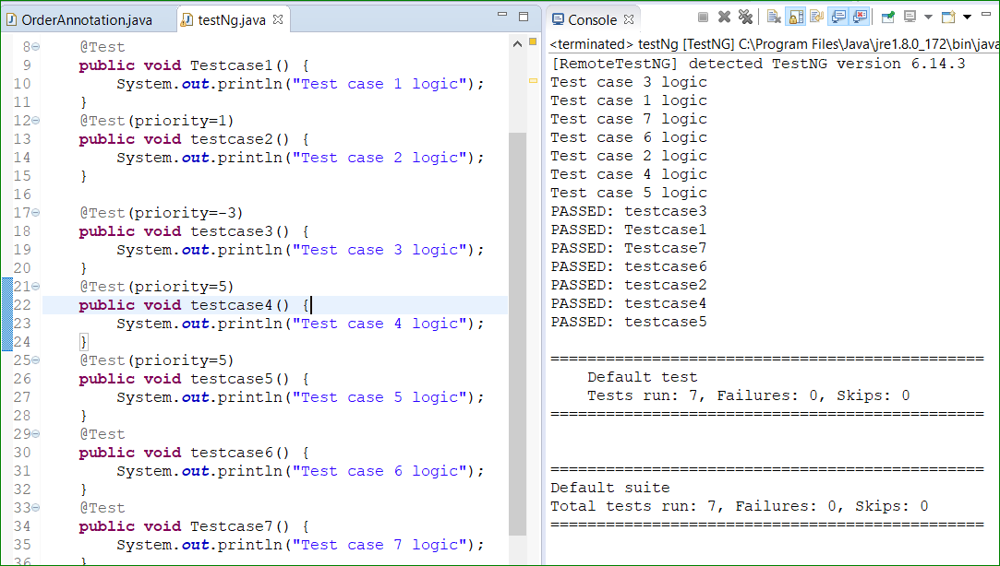 OrderAnnotation.java
testNg.java
8 @Test
9 public void Testcase1() {
10 System.out.println("Test case 1 logic");
11 }
12 @Test(priority=1)
13 public void testcase2() {
14 System.out.println("Test case 2 logic");
15 }
16
17 @Test(priority=-3)
18 public void testcase3() {
19 System.out.println("Test case 3 logic");
20 }
21 @Test(priority=5)
22 public void testcase4() {
23 System.out.println("Test case 4 logic");
24 }
25 @Test(priority=5)
26 public void testcase5() {
27 System.out.println("Test case 5 logic");
28 }
29 @Test
30 public void testcase6() {
31 System.out.println("Test case 6 logic");
32 }
33 @Test
34 public void Testcase7() {
35 System.out.println("Test case 7 logic");
36 }
Console
<terminated> testNg [TestNG] C:\Program Files\Java\jre1.8.0_172\bin\java
[RemoteTestNG] detected TestNG version 6.14.3
Test case 3 logic
Test case 1 logic
Test case 7 logic
Test case 6 logic
Test case 2 logic
Test case 4 logic
Test case 5 logic
PASSED: testcase3
PASSED: Testcase1
PASSED: Testcase7
PASSED: testcase6
PASSED: testcase2
PASSED: testcase4
PASSED: testcase5
===============================================
Default test
Tests run: 7, Failures: 0, Skips: 0
===============================================
===============================================
Default suite
Total tests run: 7, Failures: 0, Skips: 0
===============================================